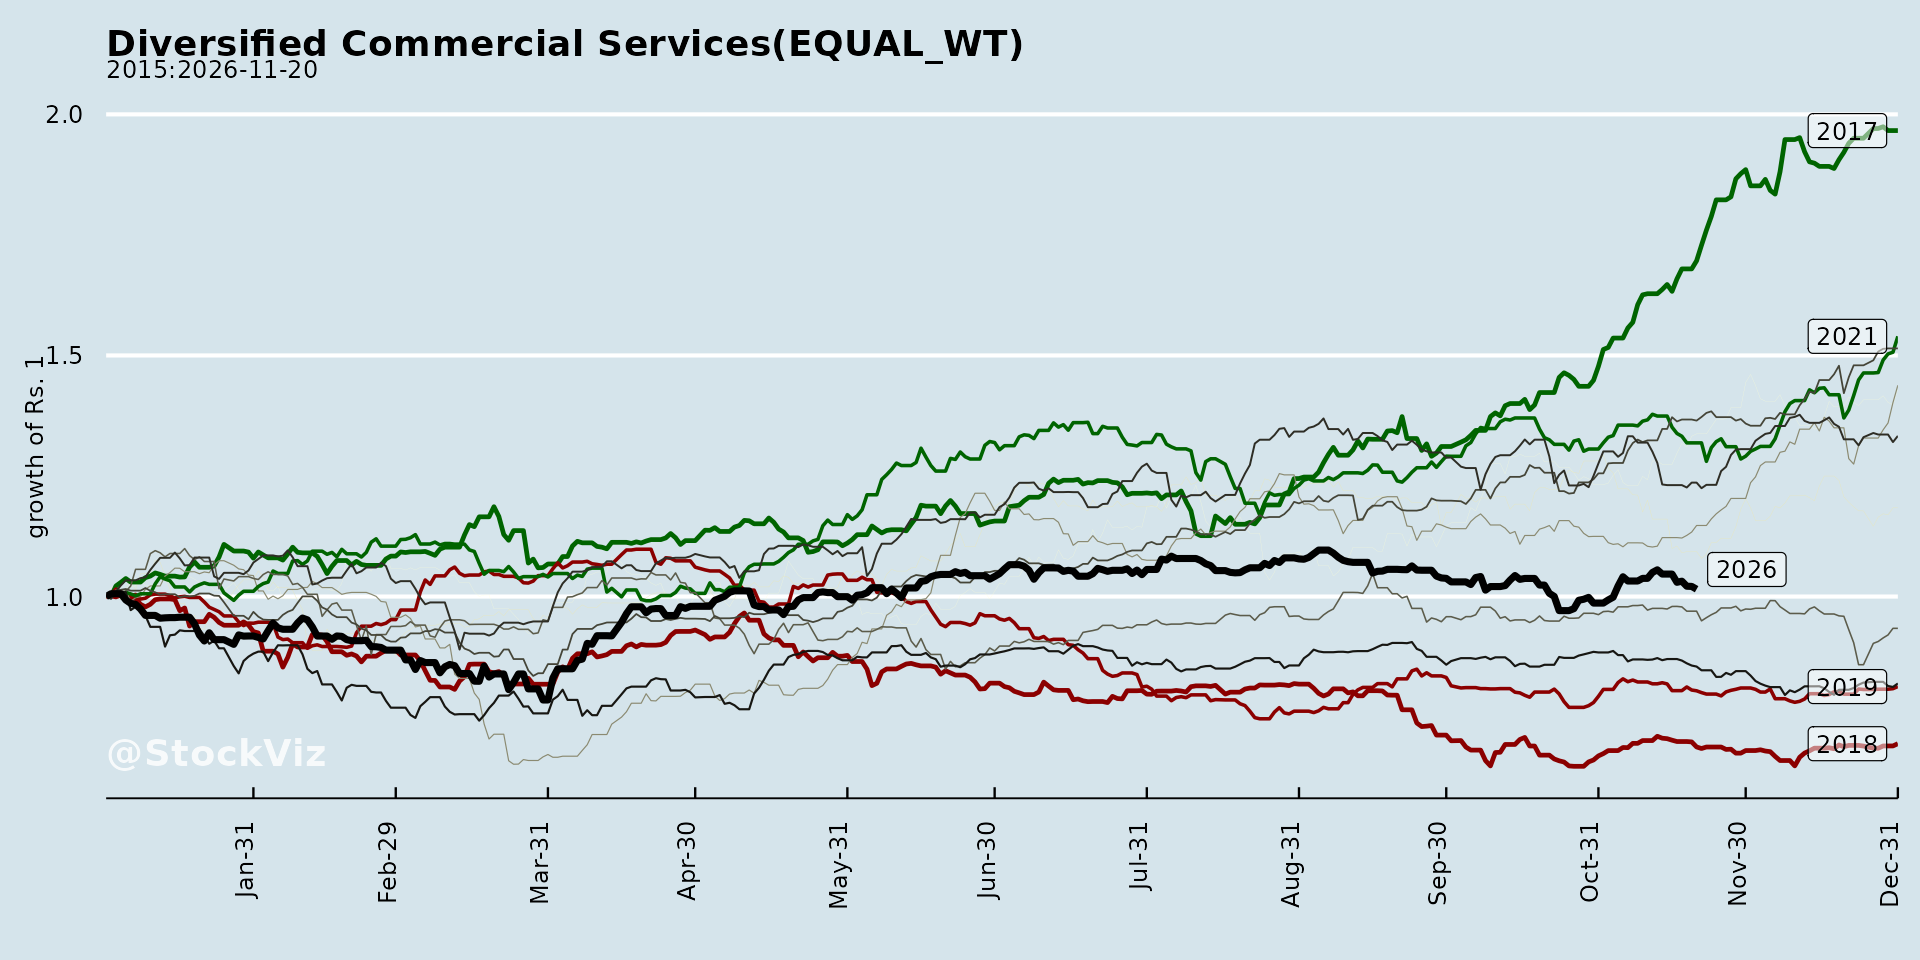 Diversified Commercial Services(EQUAL_WT)
2015:2026-11-20
growth of Rs. 1
2.0
1.5
1.0
2017
2021
2026
2019
2018
@StockViz
Jan-31
Feb-29
Mar-31
Apr-30
May-31
Jun-30
Jul-31
Aug-31
Sep-30
Oct-31
Nov-30
Dec-31